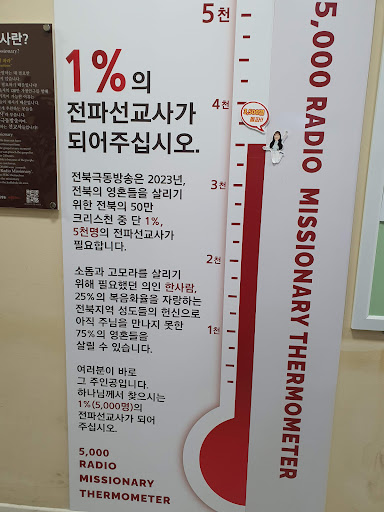 1%의
전파선교사가
되어주십시오.
전북극동방송은 2023년,
전북의 영혼들을 살리기
위한 전북의 50만
크리스천 중 단 1%,
5천명의 전파선교사가
필요합니다.
소돔과 고모라를 살리기
위해 필요했던 의인 한사람,
25%의 복음화율을 자랑하는
전북지역 성도들의 헌신으로
아직 주님을 만나지 못한
75%의 영혼들을
살릴 수 있습니다.
여러분이 바로
그 주인공입니다.
하나님께서 찾으시는
1%(5,000명)의
전파선교사가 되어
주십시오.
5,000
RADIO
MISSIONARY
THERMOMETER
5천
4천
3천
2천
1천
5,000 RADIO MISSIONARY THERMOMETER
사란?